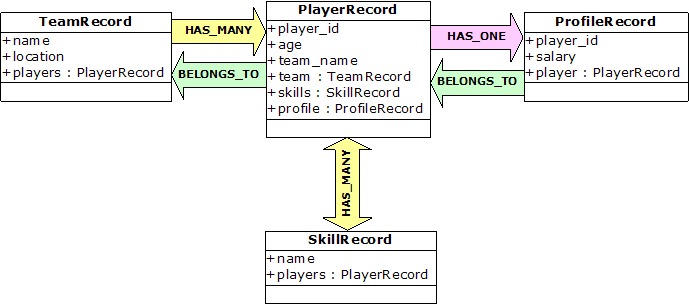 TeamRecord
+name
+location
+players : PlayerRecord
HAS_MANY
BELONGS_TO
PlayerRecord
+player_id
+age
+team_name
+team : TeamRecord
+skills : SkillRecord
+profile : ProfileRecord
HAS_ONE
BELONGS_TO
ProfileRecord
+player_id
+salary
+player : PlayerRecord
HAS_MANY
SkillRecord
+name
+players : PlayerRecord